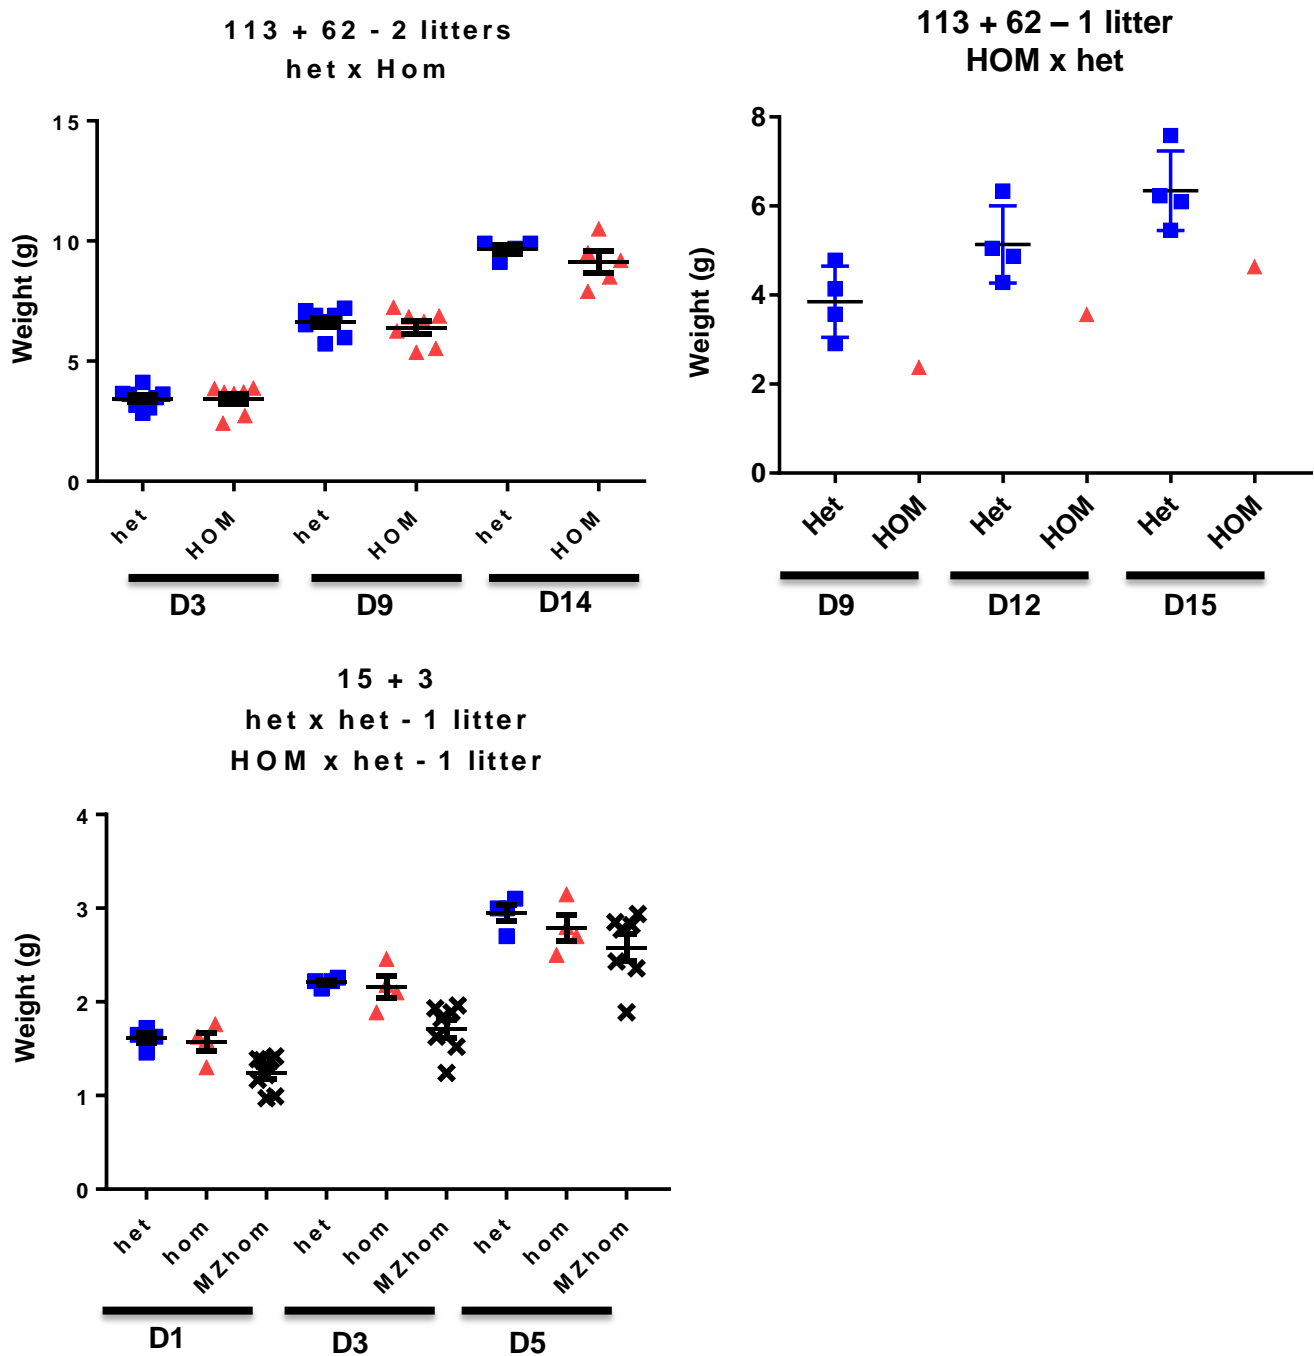 113 + 62 - 2 litters
het x Hom
15
10
5
0
Weight (g)
het
HOM
het
HOM
het
HOM
D3
D9
D14
113 + 62 – 1 litter
HOM x het
8
6
4
2
0
Weight (g)
Het
HOM
Het
HOM
Het
HOM
D9
D12
D15
15 + 3
het x het - 1 litter
HOM x het - 1 litter
4
3
2
1
0
Weight (g)
het
hom
MZhom
het
hom
MZhom
het
hom
MZhom
D1
D3
D5